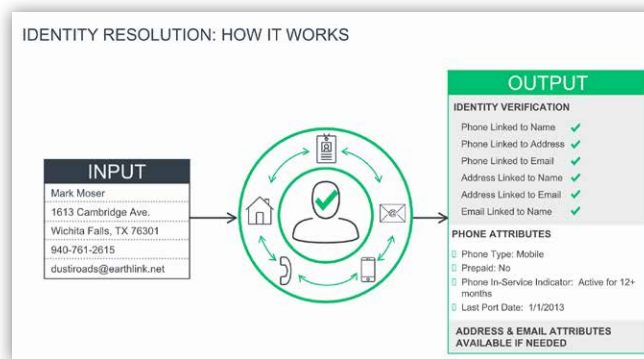 IDENTITY RESOLUTION: HOW IT WORKS
INPUT
Mark Moser
1613 Cambridge Ave.
Wichita Falls, TX 76301
940-761-2615
dustiroads@earthlink.net
OUTPUT
IDENTITY VERIFICATION
Phone Linked to Name
Phone Linked to Address
Phone Linked to Email
Address Linked to Name
Address Linked to Email
Email Linked to Name
PHONE ATTRIBUTES
Phone Type: Mobile
Prepaid: No
Phone In-Service Indicator: Active for 12+
months
Last Port Date: 1/1/2013
ADDRESS & EMAIL ATTRIBUTES
AVAILABLE IF NEEDED